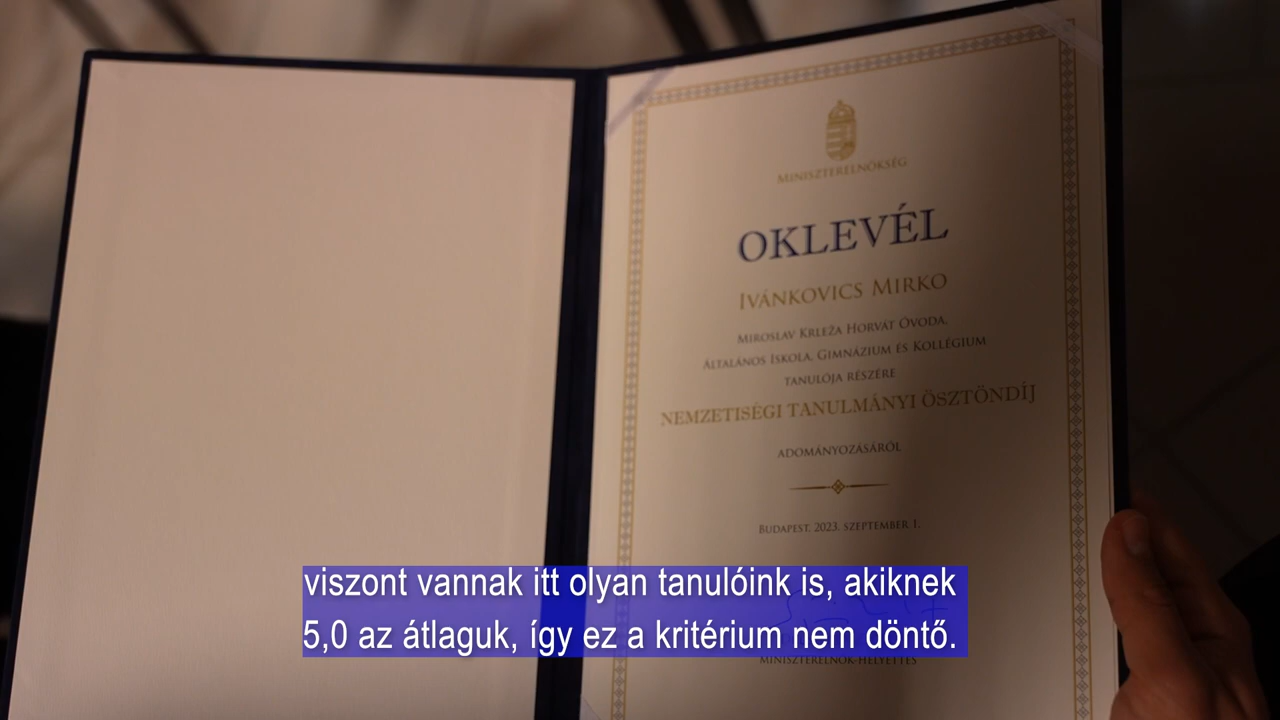 MINISZTERELNÖKSÉG
OKLEVÉL
IVÁNKOVICS MIRKO
MIROSLAV KRLEŽA HORVÁT ÓVODA,
ÁLTALÁNOS ISKOLA, GIMNÁZIUM ÉS KOLLÉGIUM
TANULÓJA RÉSZÉRE
NEMZETISÉGI TANULMÁNYI ÖSZTÖNDÍJ
ADOMÁNYOZÁSÁRÓL
BUDAPEST, 2023. SZEPTEMBER 1.
viszont vannak itt olyan tanulóink is, akiknek
5,0 az átlaguk, így ez a kritérium nem döntő.
MINISZTERELNÖK-HELYETTES